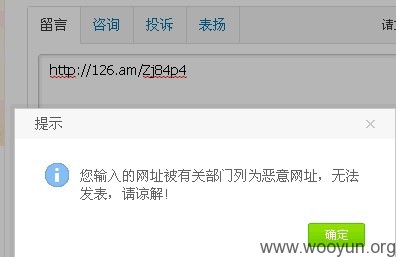 留言 咨询 投诉 表扬
http://126.am/Zj84p4
提示
您输入的网址被有关部门列为恶意网址，无法
发表，请谅解!
确定
www.wooyun.org